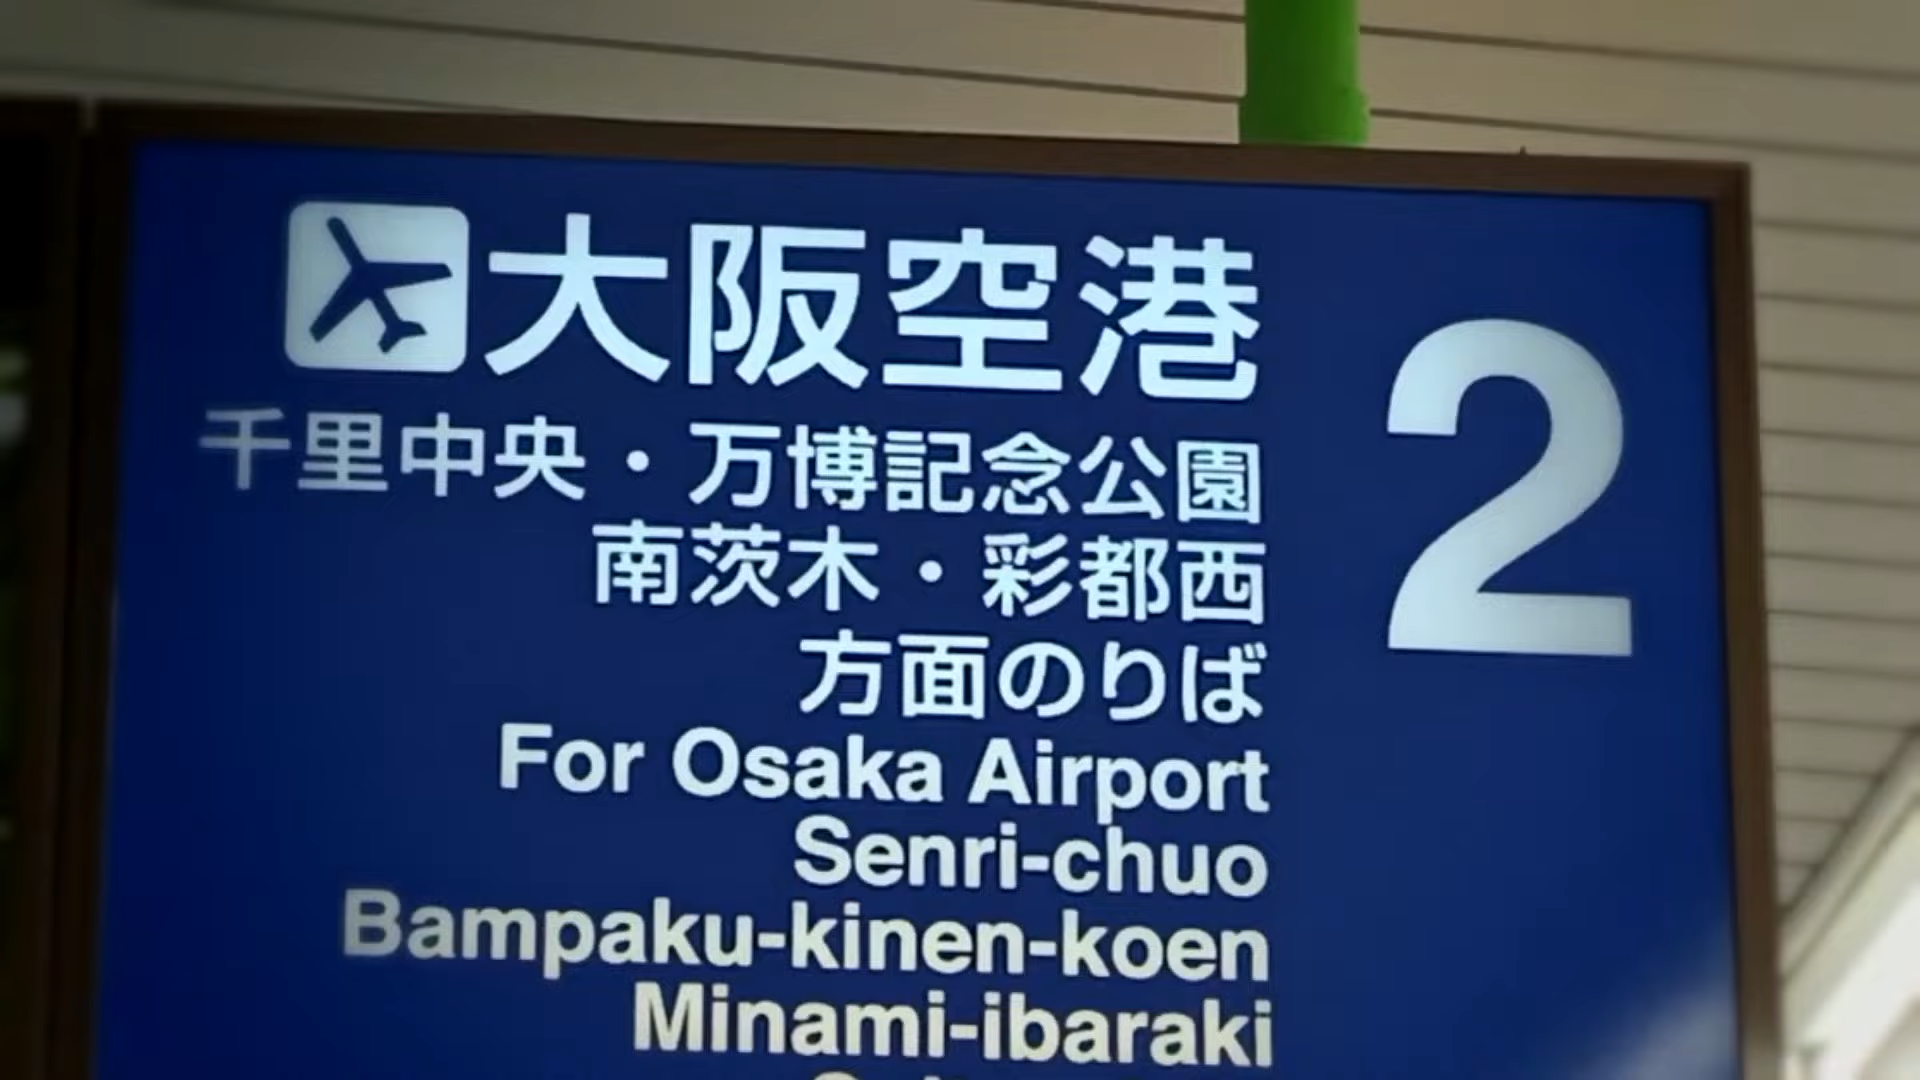 大阪空港
2
千里中央・万博記念公園
南茨木・彩都西
方面のりば
For Osaka Airport
Senri-chuo
Bampaku-kinen-koen
Minami-ibaraki